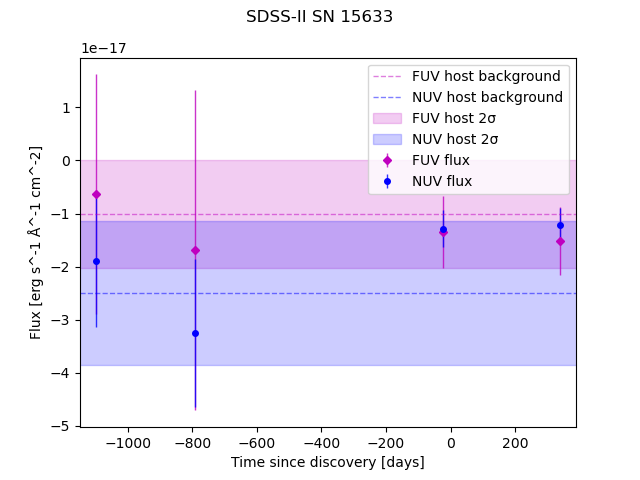 SDSS-II SN 15633
1e−17
FUV host background
NUV host background
FUV host 2σ
NUV host 2σ
FUV flux
NUV flux
1
0
−1
−2
−3
−4
−5
Flux [erg s^-1 Å^-1 cm^-2]
−1000
−800
−600
−400
−200
0
200
Time since discovery [days]